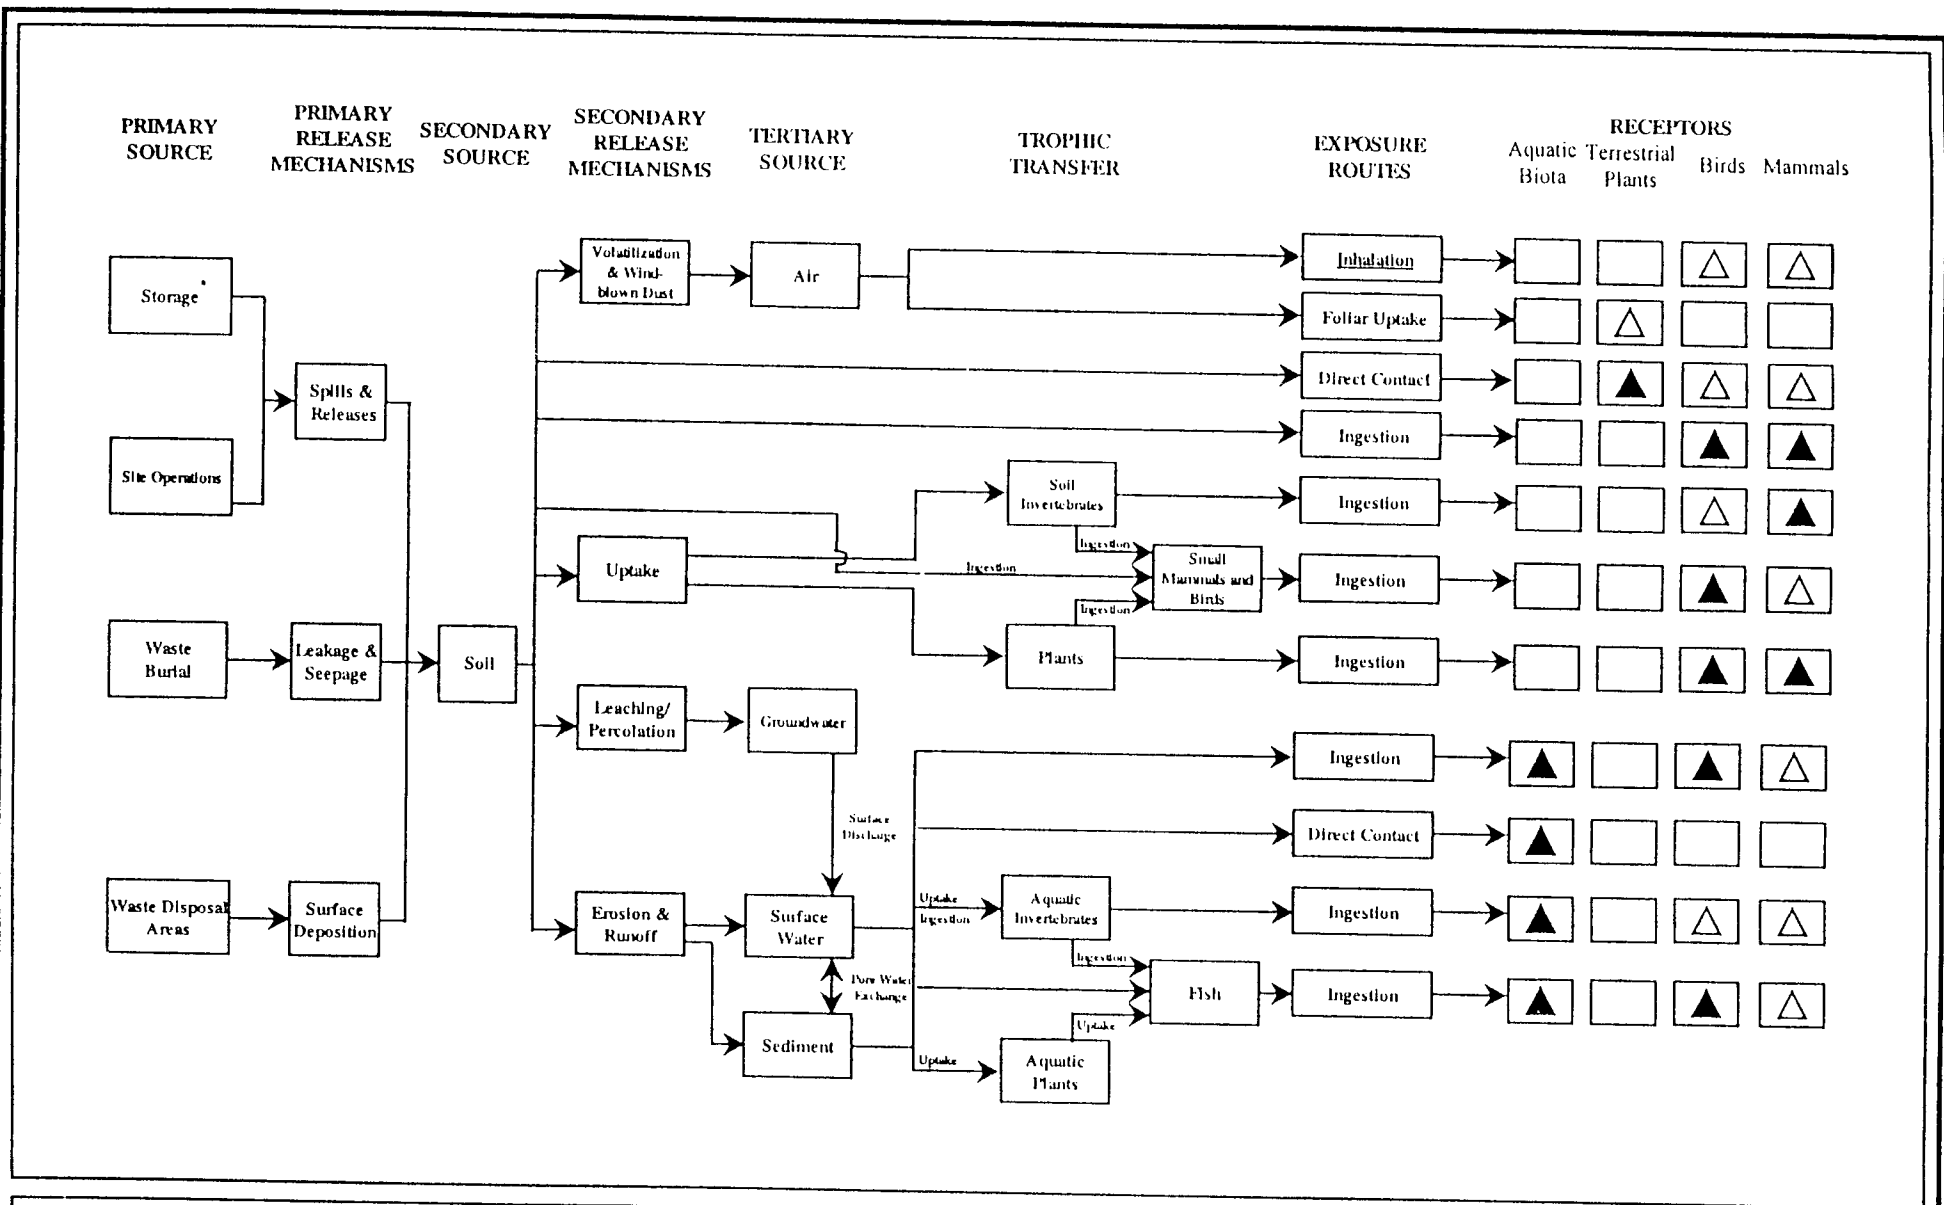 PRIMARY
SOURCE
PRIMARY
RELEASE
MECHANISMS
SECONDARY
SOURCE
SECONDARY
RELEASE
MECHANISMS
TERTIARY
SOURCE
TROPHIC
TRANSFER
EXPOSURE
ROUTES
RECEPTORS
Aquatic
Biota
Terrestrial
Plants
Birds
Mammals
Storage*
Site Operations
Waste
Burial
Waste Disposal
Areas
Spills &
Releases
Leakage &
Seepage
Surface
Deposition
Soil
Volatilization
& Wind-
blown Dust
Uptake
Leaching/
Percolation
Erosion &
Runoff
Air
Groundwater
Surface
Discharge
Surface
Water
Pore Water
Exchange
Sediment
Soil
Invertebrates
Ingestion
Ingestion
Ingestion
Small
Mammals and
Birds
Plants
Uptake
Ingestion
Aquatic
Invertebrates
Ingestion
Fish
Uptake
Uptake
Aquatic
Plants
Inhalation
Foliar Uptake
Direct Contact
Ingestion
Ingestion
Ingestion
Ingestion
Ingestion
Direct Contact
Ingestion
Ingestion